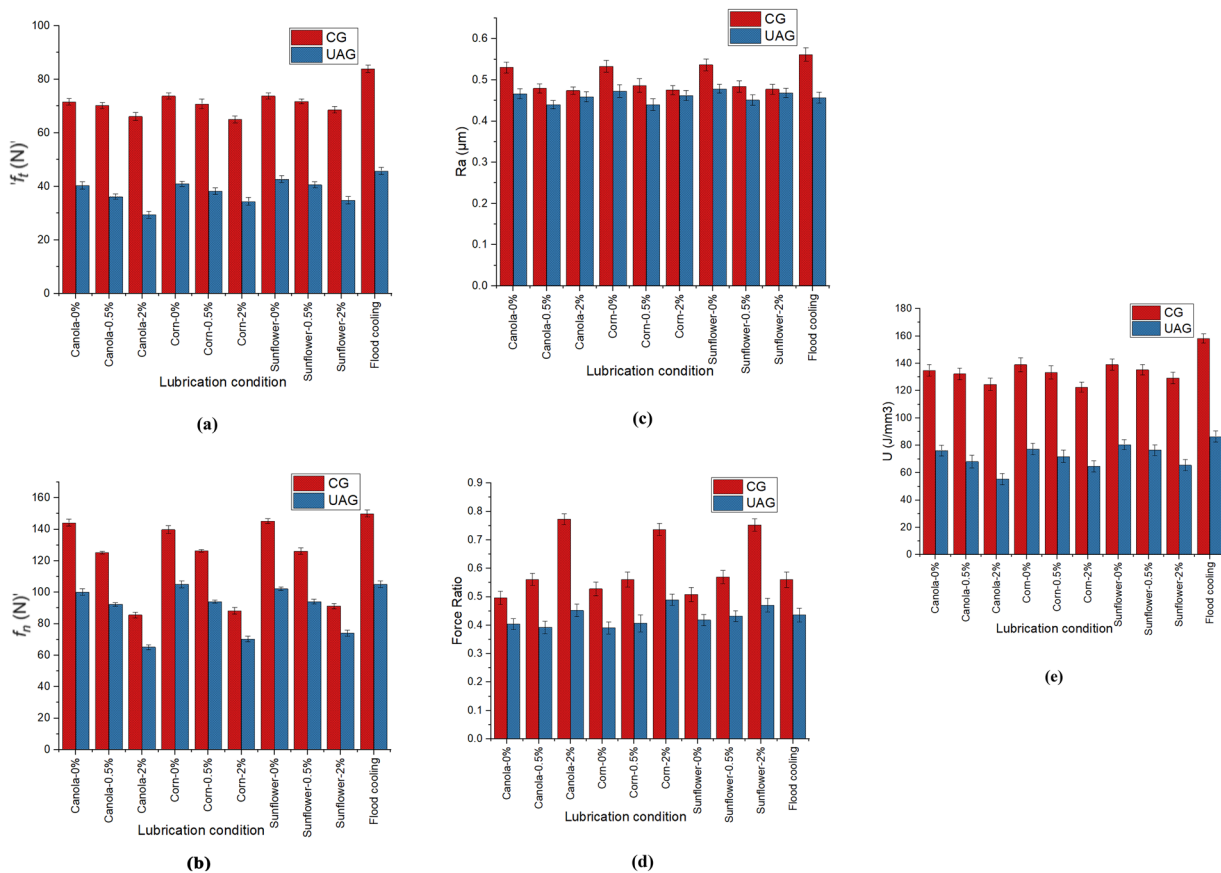 100
80
60
40
20
0
'ft (N)'
CG
UAG
Canola-0%
Canola-0.5%
Canola-2%
Corn-0%
Corn-0.5%
Corn-2%
Sunflower-0%
Sunflower-0.5%
Sunflower-2%
Flood cooling
Lubrication condition
(a)
0.6
0.5
0.4
0.3
0.2
0.1
0.0
Ra (μm)
CG
UAG
Canola-0%
Canola-0.5%
Canola-2%
Corn-0%
Corn-0.5%
Corn-2%
Sunflower-0%
Sunflower-0.5%
Sunflower-2%
Flood cooling
Lubrication condition
(c)
160
140
120
100
80
60
40
20
0
fn (N)'
CG
UAG
Canola-0%
Canola-0.5%
Canola-2%
Corn-0%
Corn-0.5%
Corn-2%
Sunflower-0%
Sunflower-0.5%
Sunflower-2%
Flood cooling
Lubrication condition
(b)
0.9
0.8
0.7
0.6
0.5
0.4
0.3
0.2
0.1
0.0
Force Ratio
CG
UAG
Canola-0%
Canola-0.5%
Canola-2%
Corn-0%
Corn-0.5%
Corn-2%
Sunflower-0%
Sunflower-0.5%
Sunflower-2%
Flood cooling
Lubrication condition
(d)
180
160
140
120
100
80
60
40
20
0
U (J/mm3)
CG
UAG
Canola-0%
Canola-0.5%
Canola-2%
Corn-0%
Corn-0.5%
Corn-2%
Sunflower-0%
Sunflower-0.5%
Sunflower-2%
Flood cooling
Lubrication condition
(e)